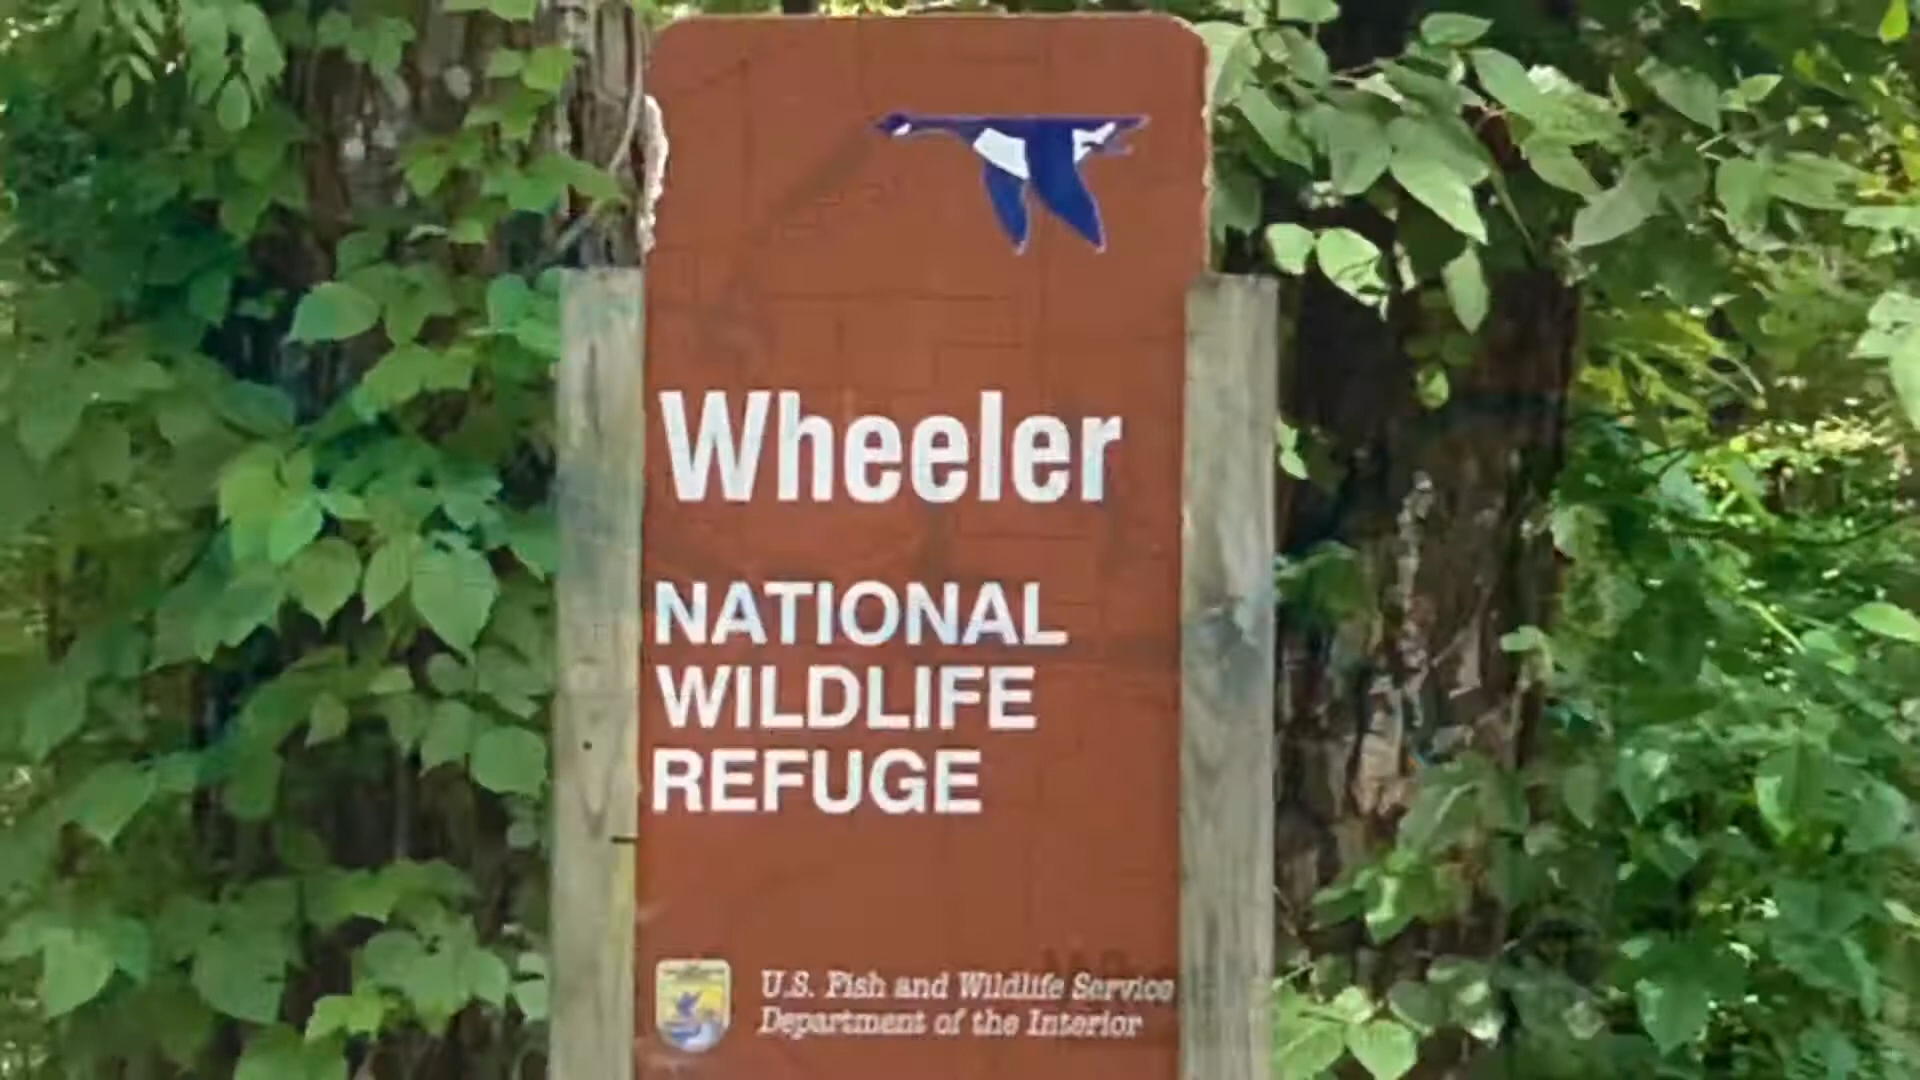 Wheeler
NATIONAL
WILDLIFE
REFUGE
U.S. Fish and Wildlife Service
Department of the Interior